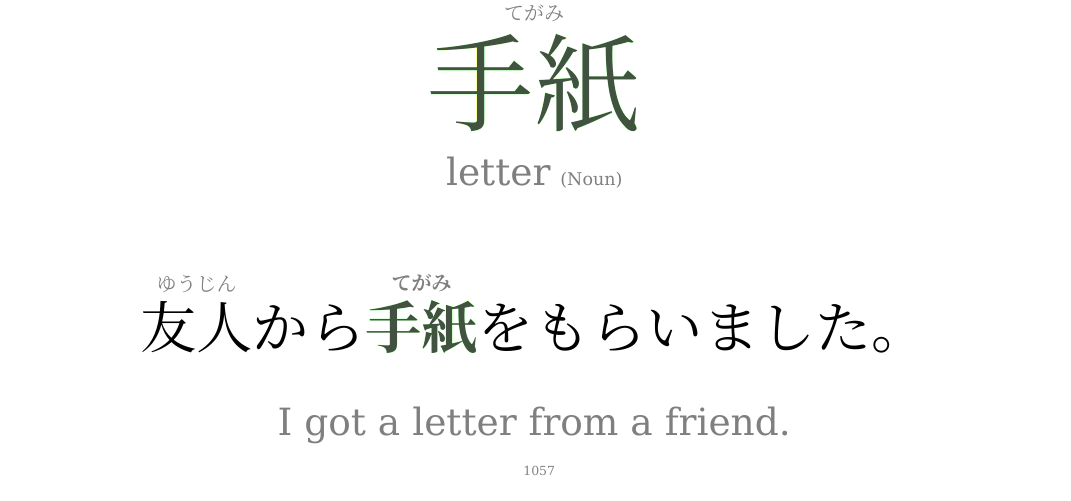 てがみ
手紙
letter (Noun)
ゆうじん てがみ
友人から手紙をもらいました。
I got a letter from a friend.
1057